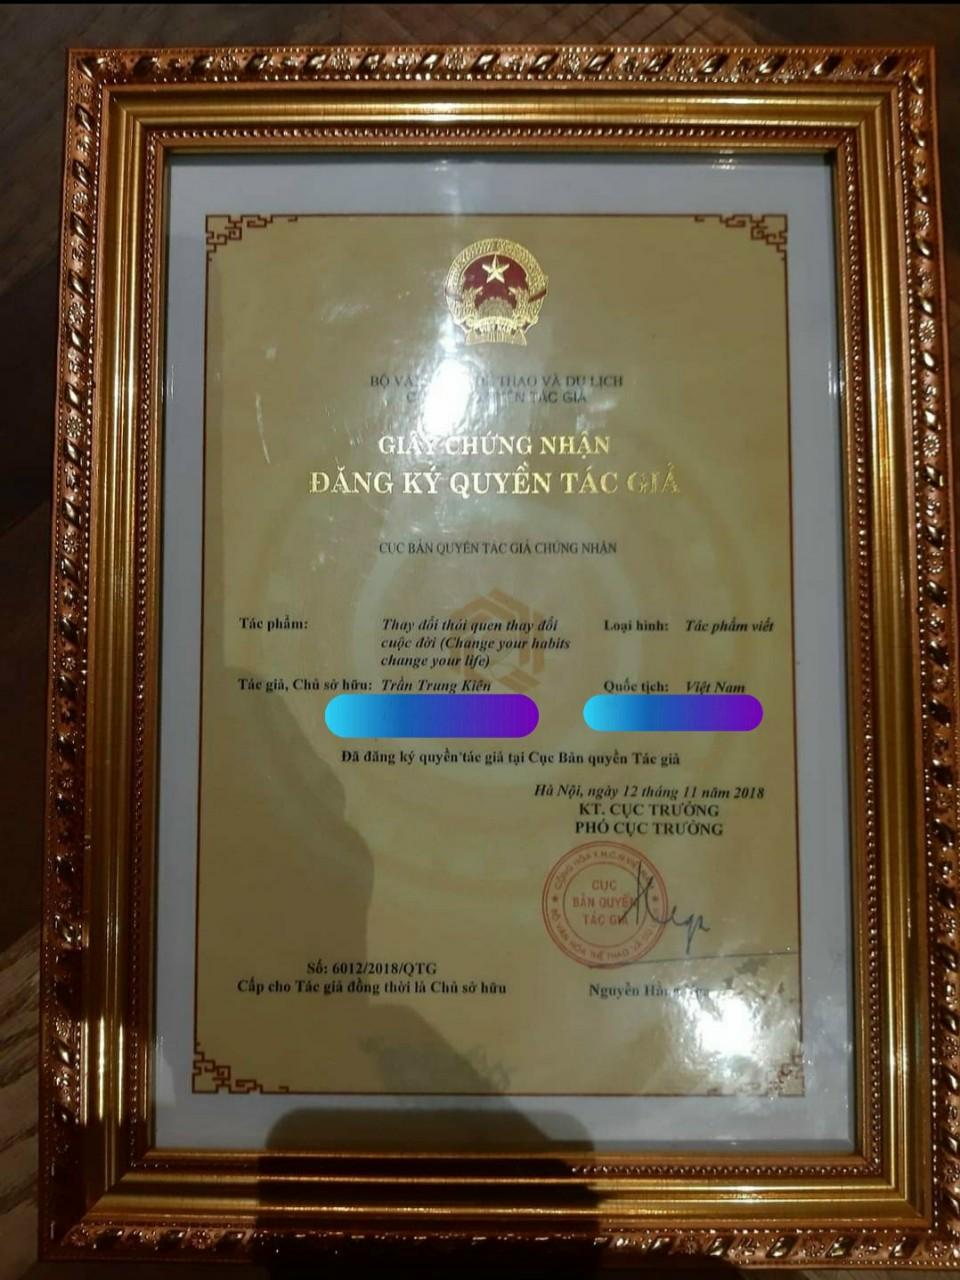 BỘ VĂ THAO VÀ DU LỊCH
TÁC GIẢ
GIẤY CHỨNG NHẬN
ĐĂNG KÝ QUYỀN TÁC GIẢ
CỤC BẢN QUYỀN TÁC GIẢ CHỨNG NHẬN
Tác phẩm: Thay đổi thói quen thay đổi Loại hình: Tác phẩm viết
cuộc đời (Change your habits
change your life)
Tác giả, Chủ sở hữu: Trần Trung Kiên Quốc tịch: Việt Nam
Đã đăng ký quyền tác giả tại Cục Bản quyền Tác giả
Hà Nội, ngày 12 tháng 11 năm 2018
KT. CỤC TRƯỞNG
PHÓ CỤC TRƯỞNG
CỤC
BẢN QUYỀN
TÁC GIẢ
Số: 6012/2018/QTG
Cấp cho Tác giả đồng thời là Chủ sở hữu
Nguyễn